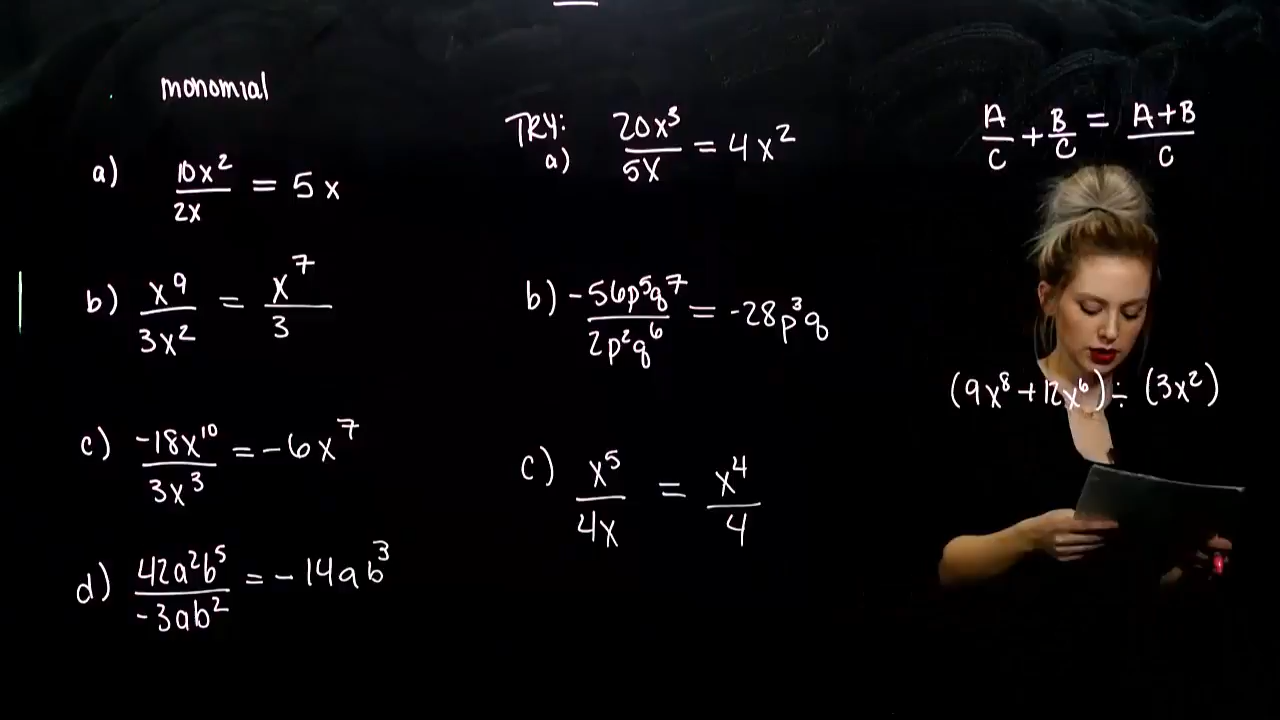 monomial
a) 10x²/2x = 5x
b) x⁹/3x² = x⁷/3
c) -18x¹⁰/3x³ = -6x⁷
d) 42a²b⁵/-3ab² = -14ab³
TRY:
a) 20x³/5x = 4x²
b) -56p⁵q⁷/2p²q⁶ = -28p³q
c) x⁵/4x = x⁴/4
A/C + B/C = A+B/C
(9x⁸+12x⁶) ÷ (3x²)